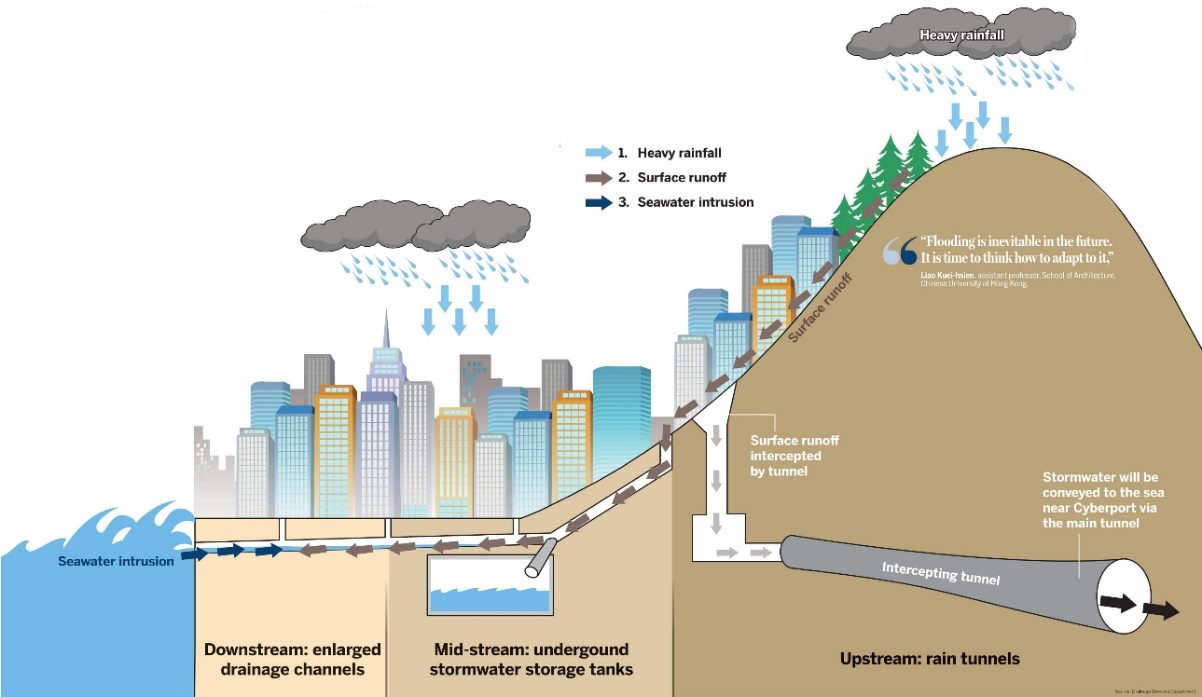 Heavy rainfall
1. Heavy rainfall
2. Surface runoff
3. Seawater intrusion
“Flooding is inevitable in the future.
It is time to think how to adapt to it,”
Liao Kuei-hsien, assistant professor, School of Architecture,
Chinese University of Hong Kong.
Surface runoff
Surface runoff
intercepted
by tunnel
Stormwater will be
conveyed to the sea
near Cyberport via
the main tunnel
Seawater intrusion
Intercepting tunnel
Downstream: enlarged
drainage channels
Mid-stream: undergound
stormwater storage tanks
Upstream: rain tunnels
Source: Drainage Services Department